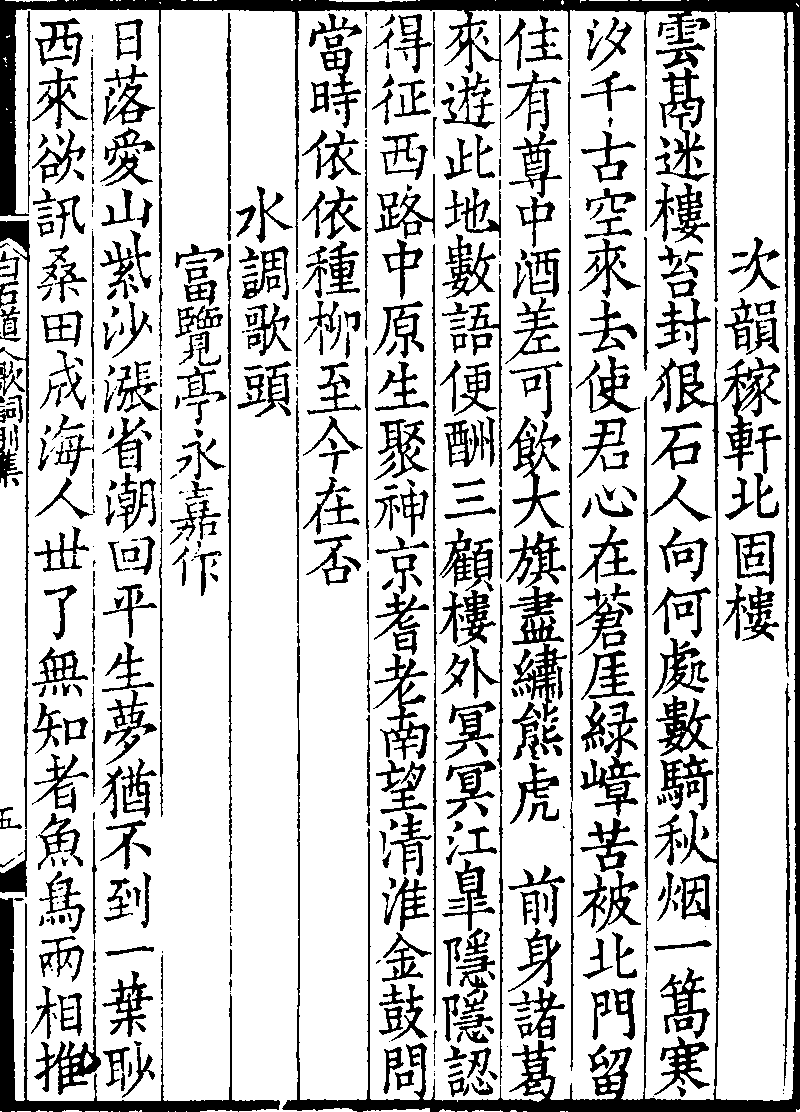 次韻稼軒北固樓
雲鬲迷樓苔封狠石人向何處數騎秋烟一篙寒
汐千古空來去使君心在蒼厓綠嶂苦被北門留
住有尊中酒差可飲大旗盡繡熊虎　前身諸葛
來遊此地數語便酬三顧樓外冥冥江臯隱隱認
得征西路中原生聚神京耆老南望清淮金鼓問
當時依依種柳至今在否
水調歌頭
富覽亭永嘉作
日落愛山紫沙漲省潮回平生夢猶不到一葉眇
西來欲訊桑田成海人丗了無知者魚鳥兩相推
白石道人歌詞別集
五